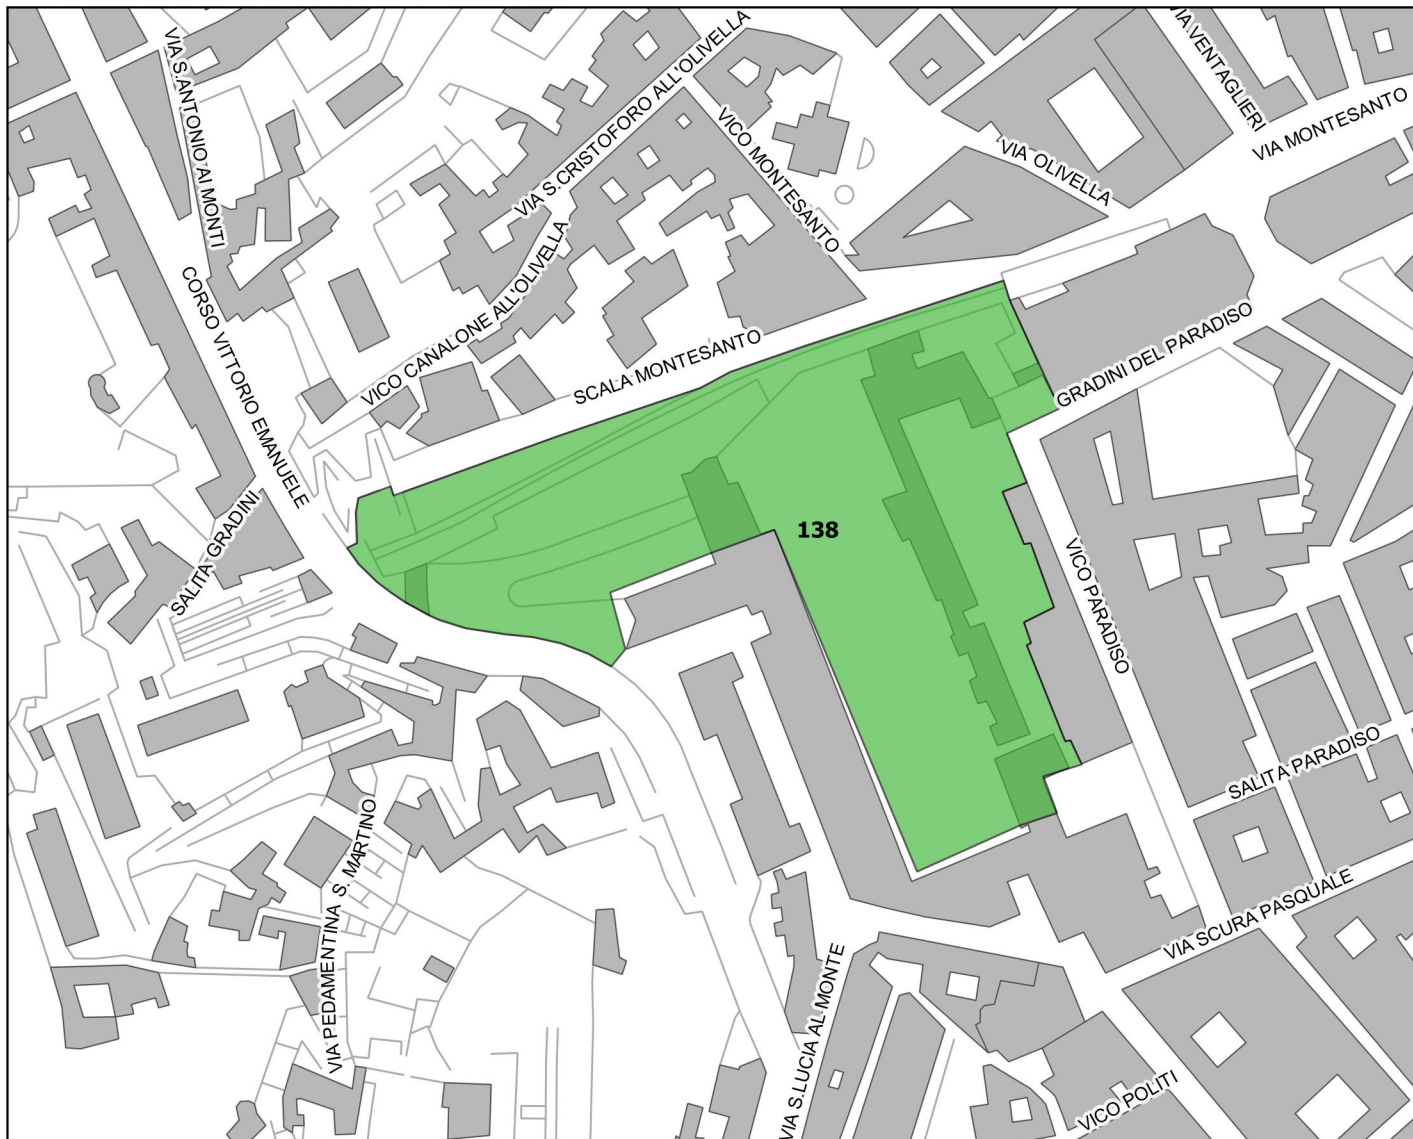 VIA S.ANTONIO AI MONTI
VIA S.CRISTOFORO ALL'OLIVELLA
VICO MONTESANTO
VIA VENTAGLIERI
VIA MONTESANTO
VIA OLIVELLA
CORSO VITTORIO EMANUELE
VICO CANALONE ALL'OLIVELLA
SCALA MONTESANTO
GRADINI DEL PARADISO
SALITA GRADINI
138
VICO PARADISO
SALITA PARADISO
VIA PEDAMENTINA S. MARTINO
VIA SCURA PASQUALE
VIA S.LUCIA AL MONTE
VICO POLITI